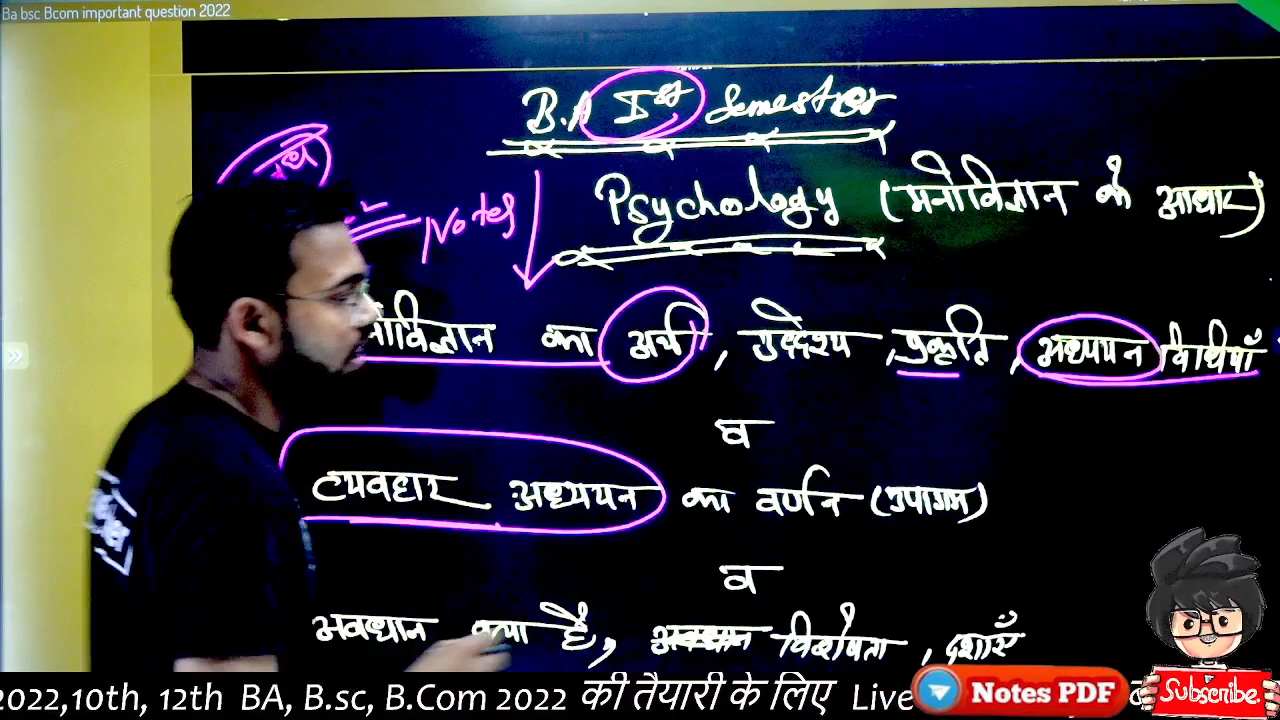 Ba bsc Bcom important question 2022
B.A Ist Semester
Notes
Psychology (मनोविज्ञान के आधार)
नोविज्ञान का अर्थ, उद्देश्य, प्रकृति, अध्ययन विधियाँ
व
व्यवहार अध्ययन का वर्णन (उपागम)
व
अवधान क्या है, विशेषता, दशाएँ
2022,10th, 12th BA, B.sc, B.Com 2022 की तैयारी के लिए Live
Notes PDF
Subscribe